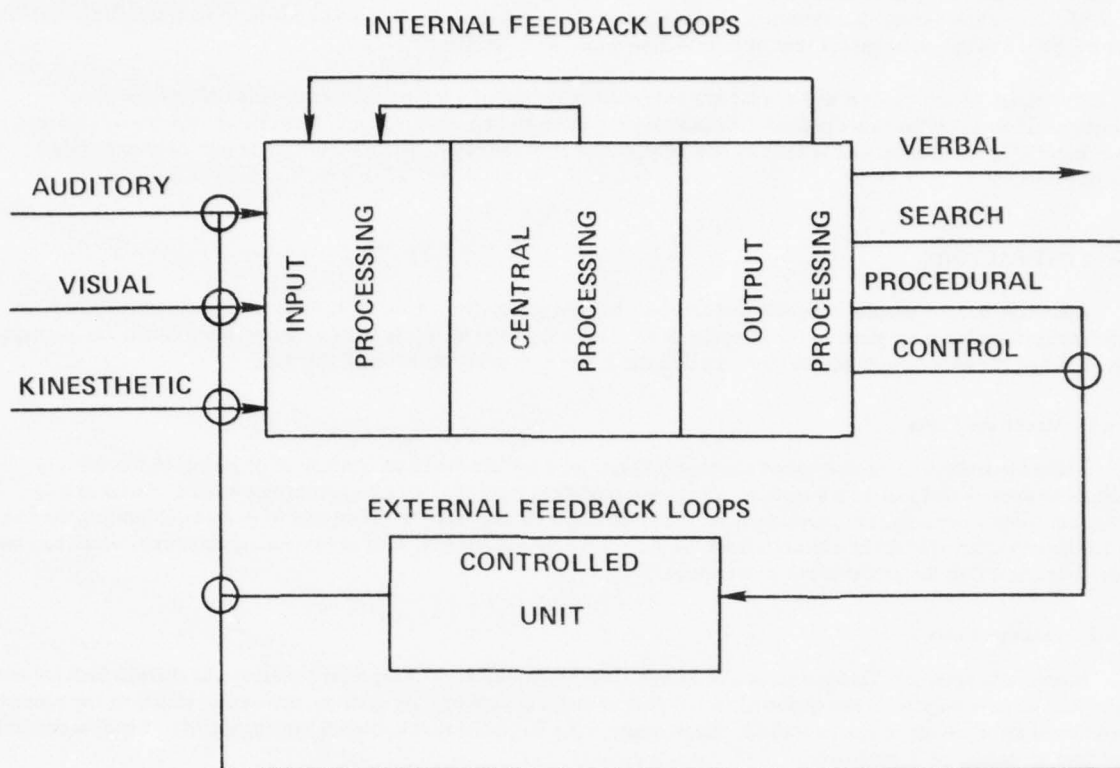 INTERNAL FEEDBACK LOOPS
AUDITORY
VISUAL
KINESTHETIC
INPUT
PROCESSING
CENTRAL
PROCESSING
OUTPUT
PROCESSING
VERBAL
SEARCH
PROCEDURAL
CONTROL
EXTERNAL FEEDBACK LOOPS
CONTROLLED
UNIT